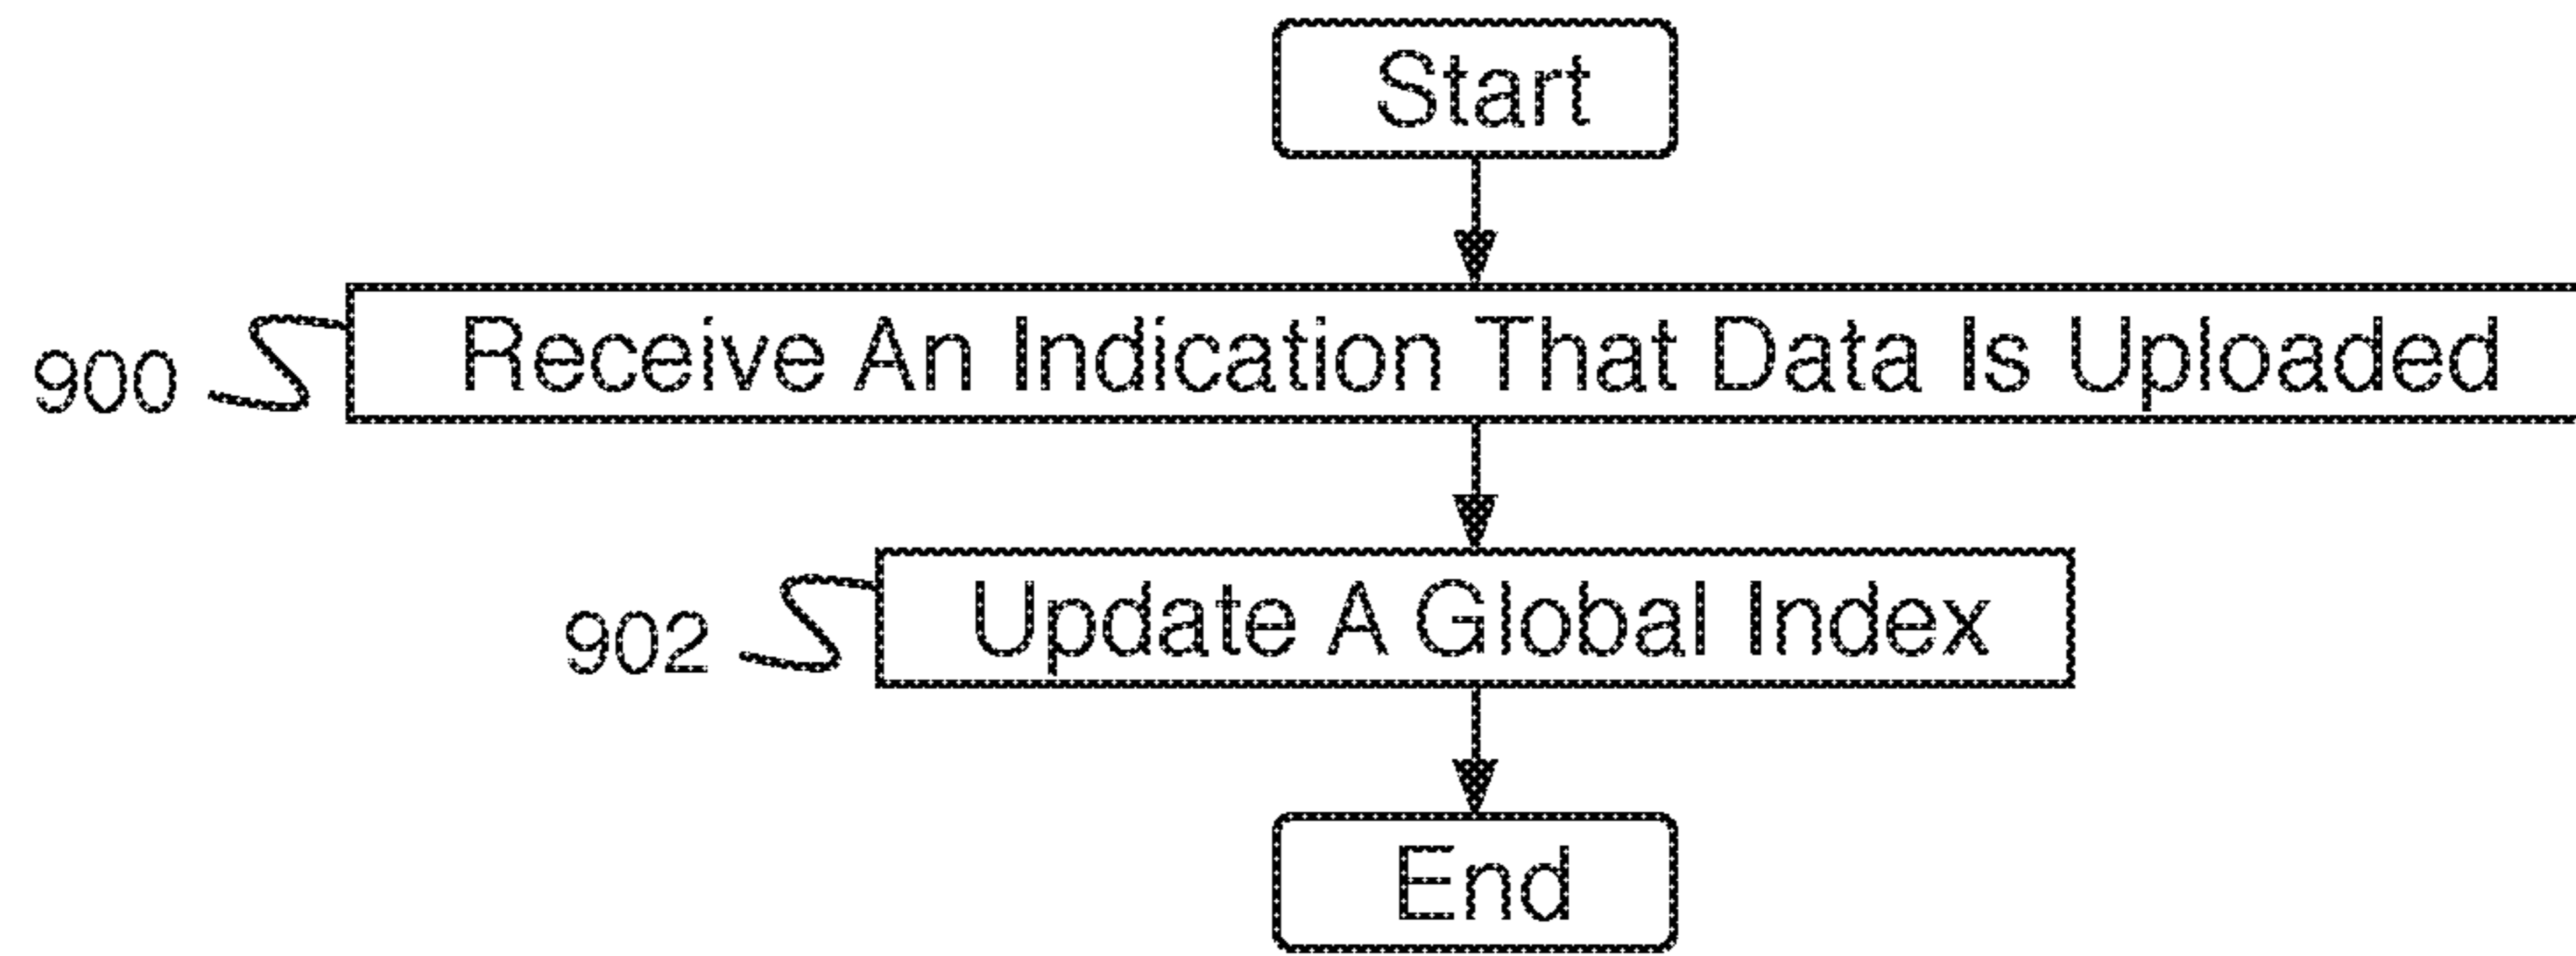 Start
900 Receive An Indication That Data Is Uploaded
902 Update A Global Index
End